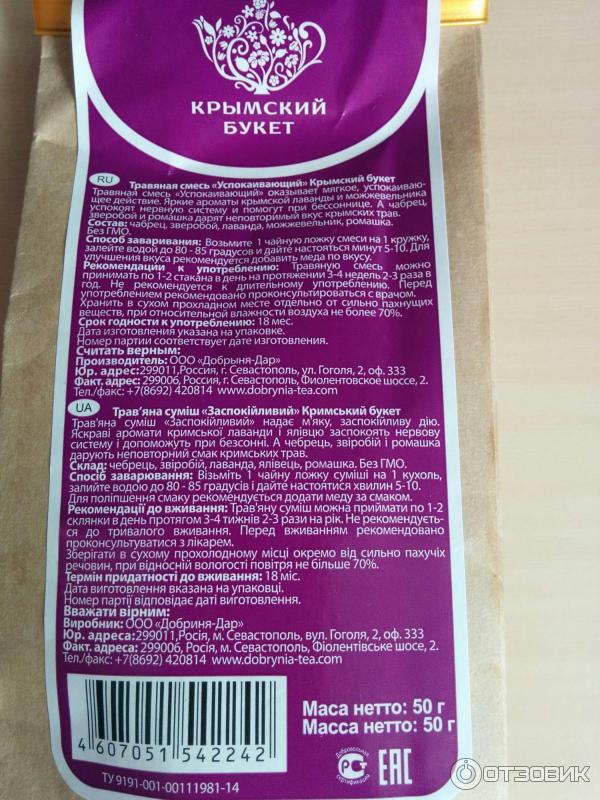 КРЫМСКИЙ
БУКЕТ
RU
Травяная смесь «Успокаивающий» Крымский букет
Травяная смесь «Успокаивающий» оказывает мягкое, успокаиваю-
щее действие. Яркие ароматы крымской лаванды и можжевельника
успокоят нервную систему и помогут при бессоннице. А чабрец,
зверобой и ромашка дарят неповторимый вкус крымских трав.
Состав: чабрец, зверобой, лаванда, можжевельник, ромашка.
Без ГМО.
Способ заваривания: Возьмите 1 чайную ложку смеси на 1 кружку,
залейте водой до 80 - 85 градусов и дайте настоятся минут 5-10. Для
улучшения вкуса рекомендуется добавить меда по вкусу.
Рекомендации к употреблению: Травяную смесь можно
принимать по 1-2 стакана в день на протяжении 3-4 недель 2-3 раза в
год. Не рекомендуется к длительному употреблению. Перед
употреблением рекомендовано проконсультироваться с врачом.
Хранить в сухом прохладном месте отдельно от сильно пахнущих
веществ, при относительной влажности воздуха не более 70%.
Срок годности к употреблению: 18 мес.
Дата изготовления указана на упаковке.
Номер партии соответствует дате изготовления.
Считать верным:
Производитель: ООО «Добрыня-Дар»
Юр. адрес:299011,Россия, г. Севастополь, ул. Гоголя, 2, оф. 333
Факт. адрес: 299006, Россия, г. Севастополь, Фиолентовское шоссе, 2.
Тел./факс: +7(8692) 420814 www.dobrynia-tea.com
UA
Трав'яна суміш «Заспокійливий» Кримський букет
Трав'яна суміш «Заспокійливий» надає м'яку, заспокійливу дію.
Яскраві аромати кримської лаванди і ялівцю заспокоять нервову
систему і допоможуть при безсонні. А чебрець, звіробій і ромашка
дарують неповторний смак кримських трав.
Склад: чебрець, звіробій, лаванда, ялівець, ромашка. Без ГМО.
Спосіб заварювання: Візьміть 1 чайну ложку суміші на 1 кухоль,
залийте водою до 80 - 85 градусів і дайте настоятися хвилин 5-10.
Для поліпшення смаку рекомендується додати меду за смаком.
Рекомендації до вживання: Трав'яну суміш можна приймати по 1-2
склянки в день протягом 3-4 тижнів 2-3 рази на рік. Не рекомендуєть-
ся до тривалого вживання. Перед вживанням рекомендовано
проконсультуватися з лікарем.
Зберігати в сухому прохолодному місці окремо від сильно пахучіх
речовин, при відносній вологості повітря не більше 70%.
Термін придатності до вживання: 18 міс.
Дата виготовлення вказана на упаковці.
Номер партії відповідає даті виготовлення.
Вважати вірним:
Виробник: ООО «Добриня-Дар»
Юр. адреса:299011,Росія, м. Севастополь, вул. Гоголя, 2, оф. 333
Факт. адреса: 299006, Росія, м. Севастополь, Фіолентівське шосе, 2.
Тел./факс: +7(8692) 420814 www.dobrynia-tea.com
4 607051 542242
Маса нетто: 50 г
Масса нетто: 50 г
Добровольная
сертификация
ЕАС
ТУ 9191-001-00111981-14
ОТЗОВИК